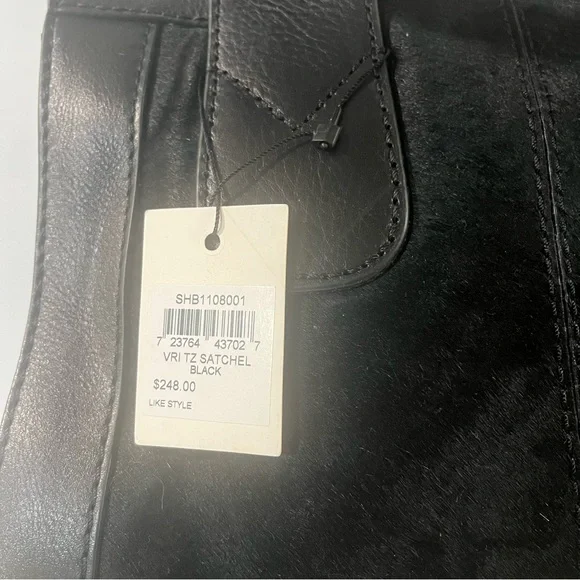 SHB1108001
7 23764 43702 7
VRI TZ SATCHEL
BLACK
$248.00
LIKE STYLE